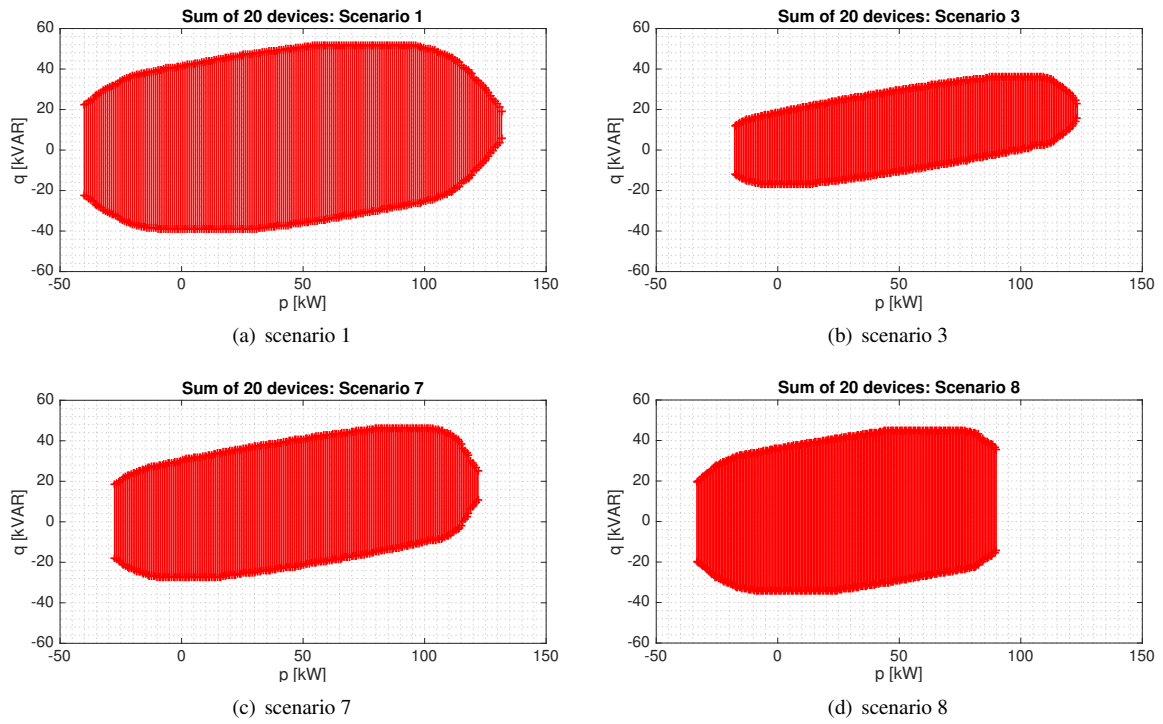 Sum of 20 devices: Scenario 1
60
40
20
0
-20
-40
-60
q [kVAR]
-50 0 50 100 150
p [kW]
(a) scenario 1
Sum of 20 devices: Scenario 3
60
40
20
0
-20
-40
-60
q [kVAR]
-50 0 50 100 150
p [kW]
(b) scenario 3
Sum of 20 devices: Scenario 7
60
40
20
0
-20
-40
-60
q [kVAR]
-50 0 50 100 150
p [kW]
(c) scenario 7
Sum of 20 devices: Scenario 8
60
40
20
0
-20
-40
-60
q [kVAR]
-50 0 50 100 150
p [kW]
(d) scenario 8